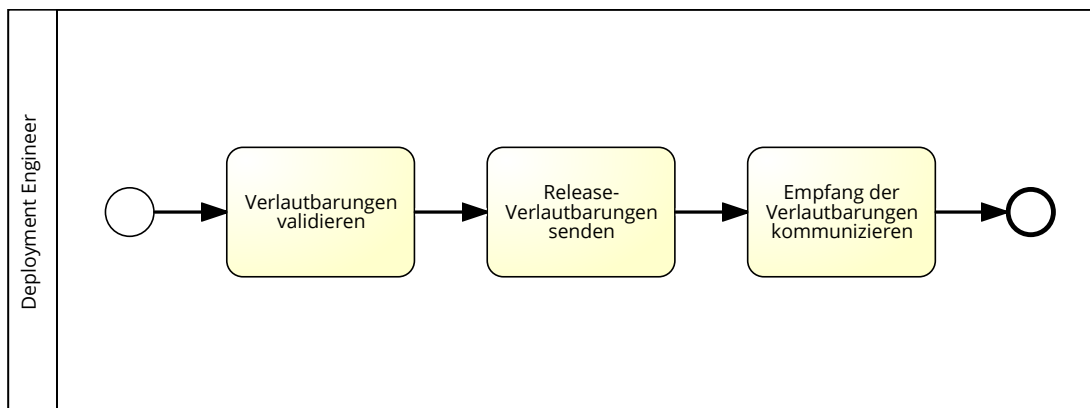 Deployment Engineer
Verlautbarungen
validieren
Release-
Verlautbarungen
senden
Empfang der
Verlautbarungen
kommunizieren